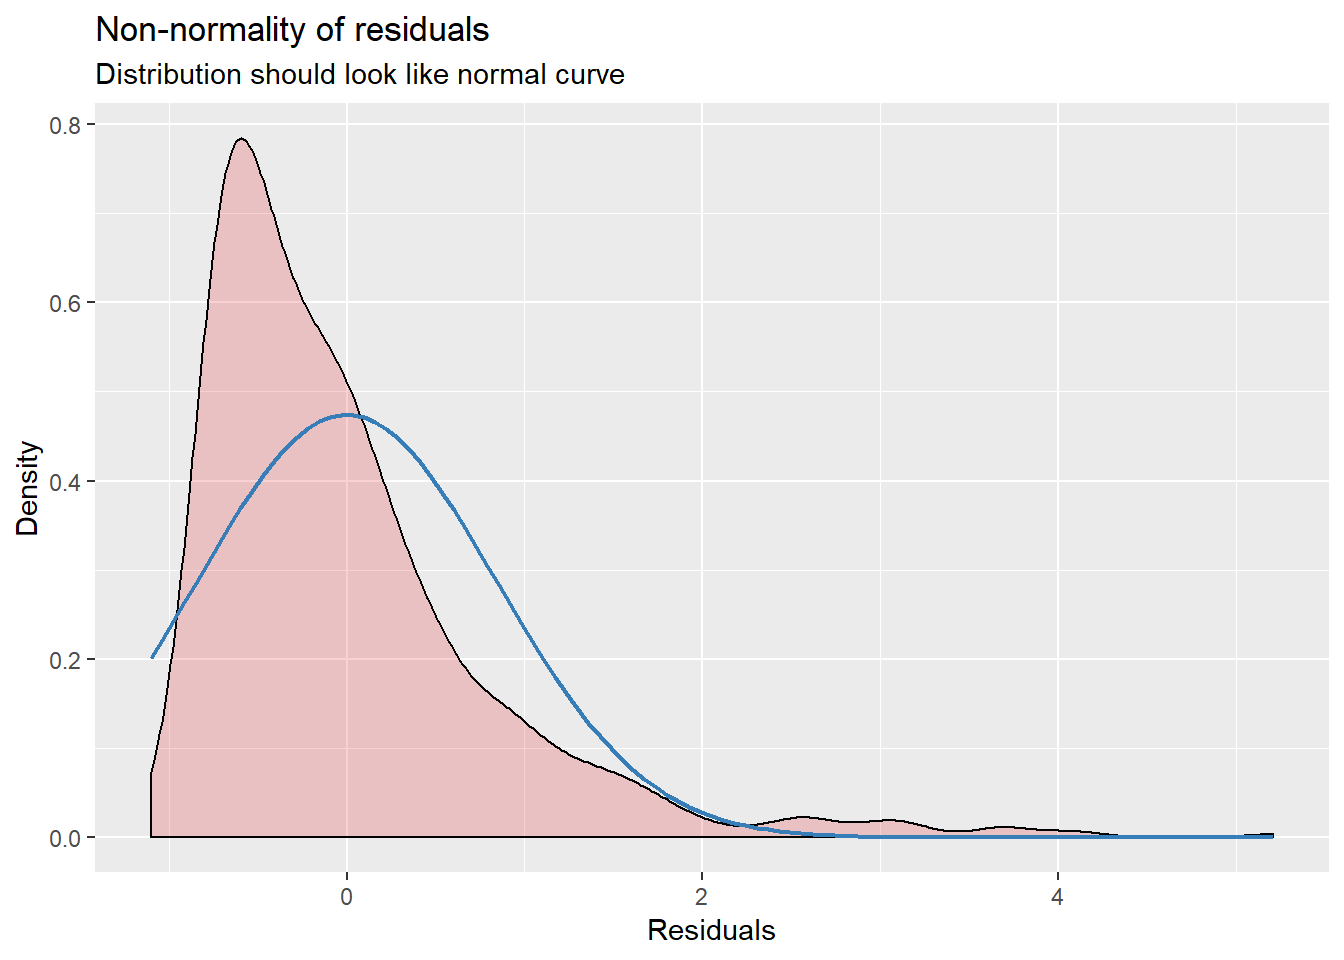 Non-normality of residuals
Distribution should look like normal curve
0.8
0.6
0.4
0.2
0.0
Density
0
2
4
Residuals